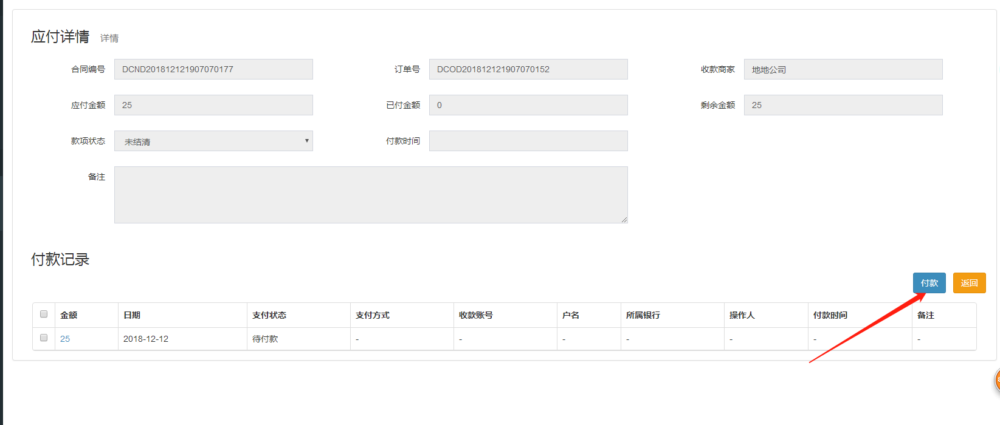 应付详情 详情
合同编号 DCND201812121907070177 订单号 DCOD201812121907070152 收款商家 地地公司
应付金额 25 已付金额 0 剩余金额 25
款项状态 未结清 付款时间
备注
付款记录
付款 返回
金额 日期 支付状态 支付方式 收款账号 户名 所属银行 操作人 付款时间 备注
25 2018-12-12 待付款 - - - - - - -